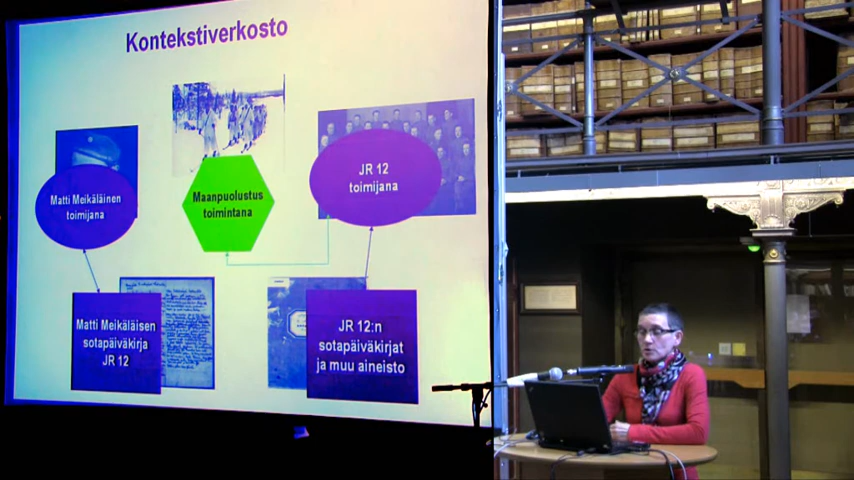 Kontekstiverkosto
Matti Meikäläinen
toimijana
Maanpuolustus
toimintana
JR 12
toimijana
Matti Meikäläisen
sotapäiväkirja
JR 12
JR 12:n
sotapäiväkirjat
ja muu aineisto